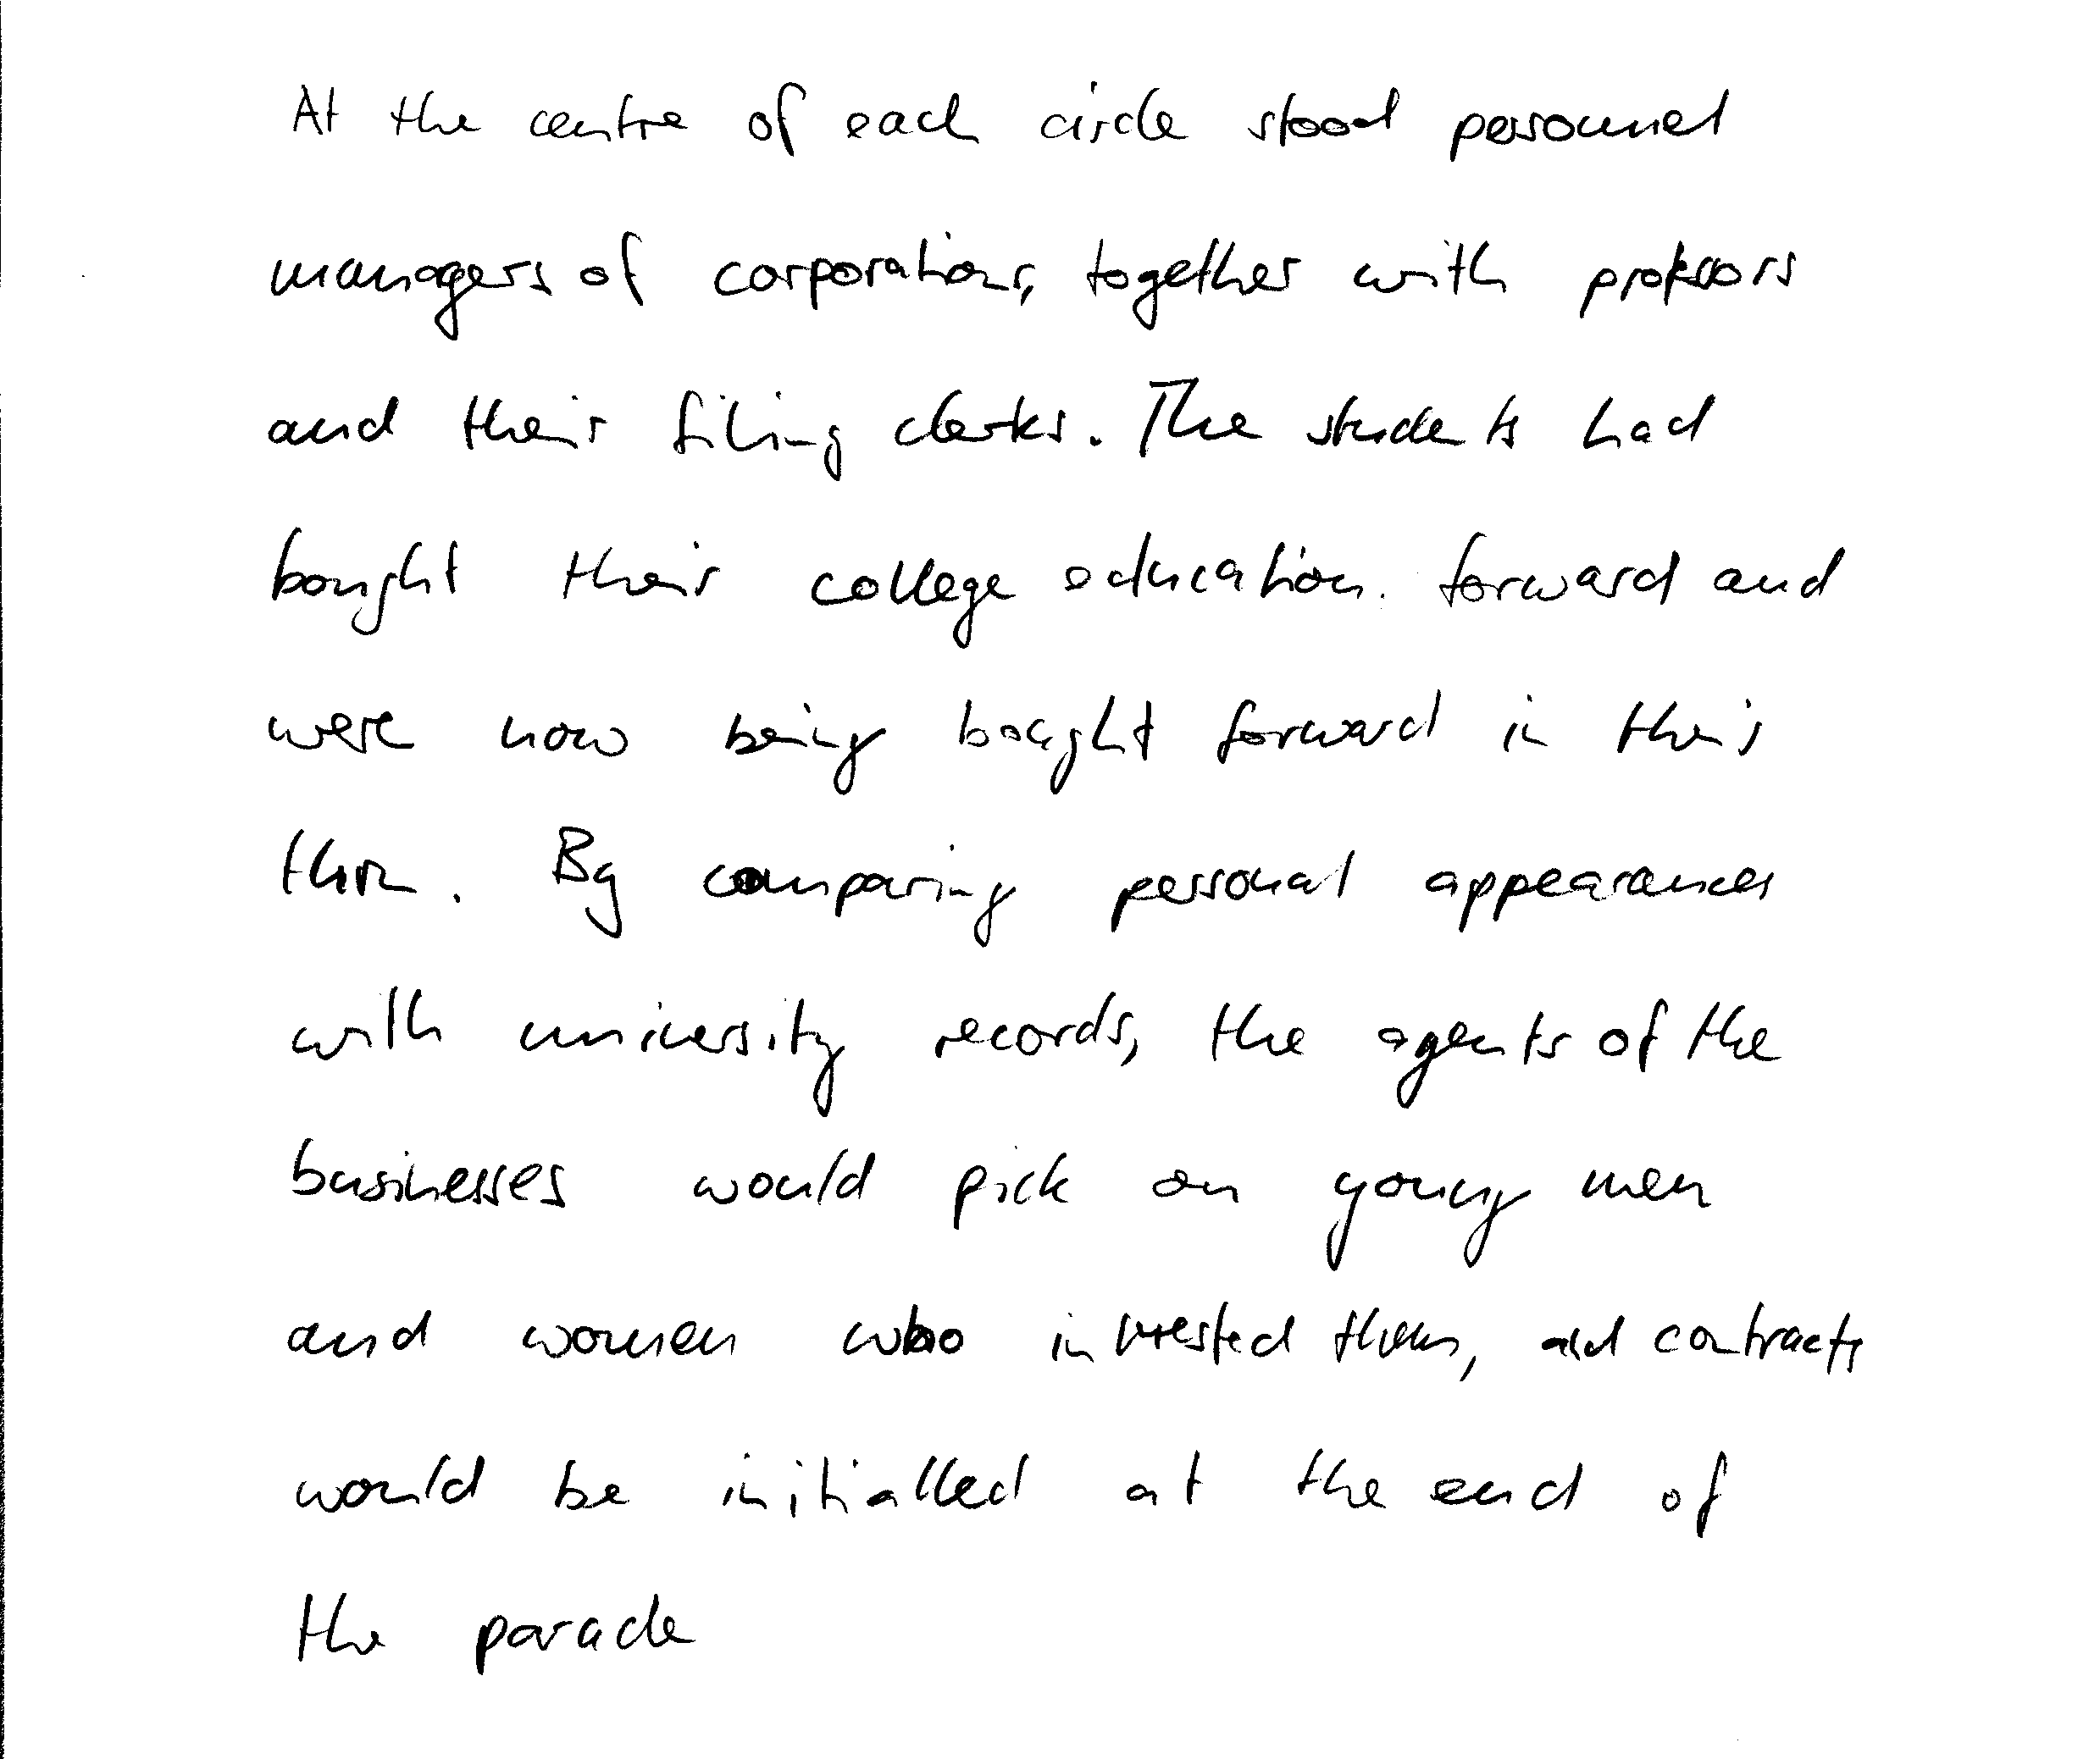 At the centre of each circle stood personnel
managers of corporations, together with professors
and their filing clerks. The students had
bought their college education. forward and
were now being bought forward in their
. By comparing personal appearances
with university records, the agents of the
businesses would pick on young men
and women who intrested them, and contracts
would be initialled at the end of
the parade